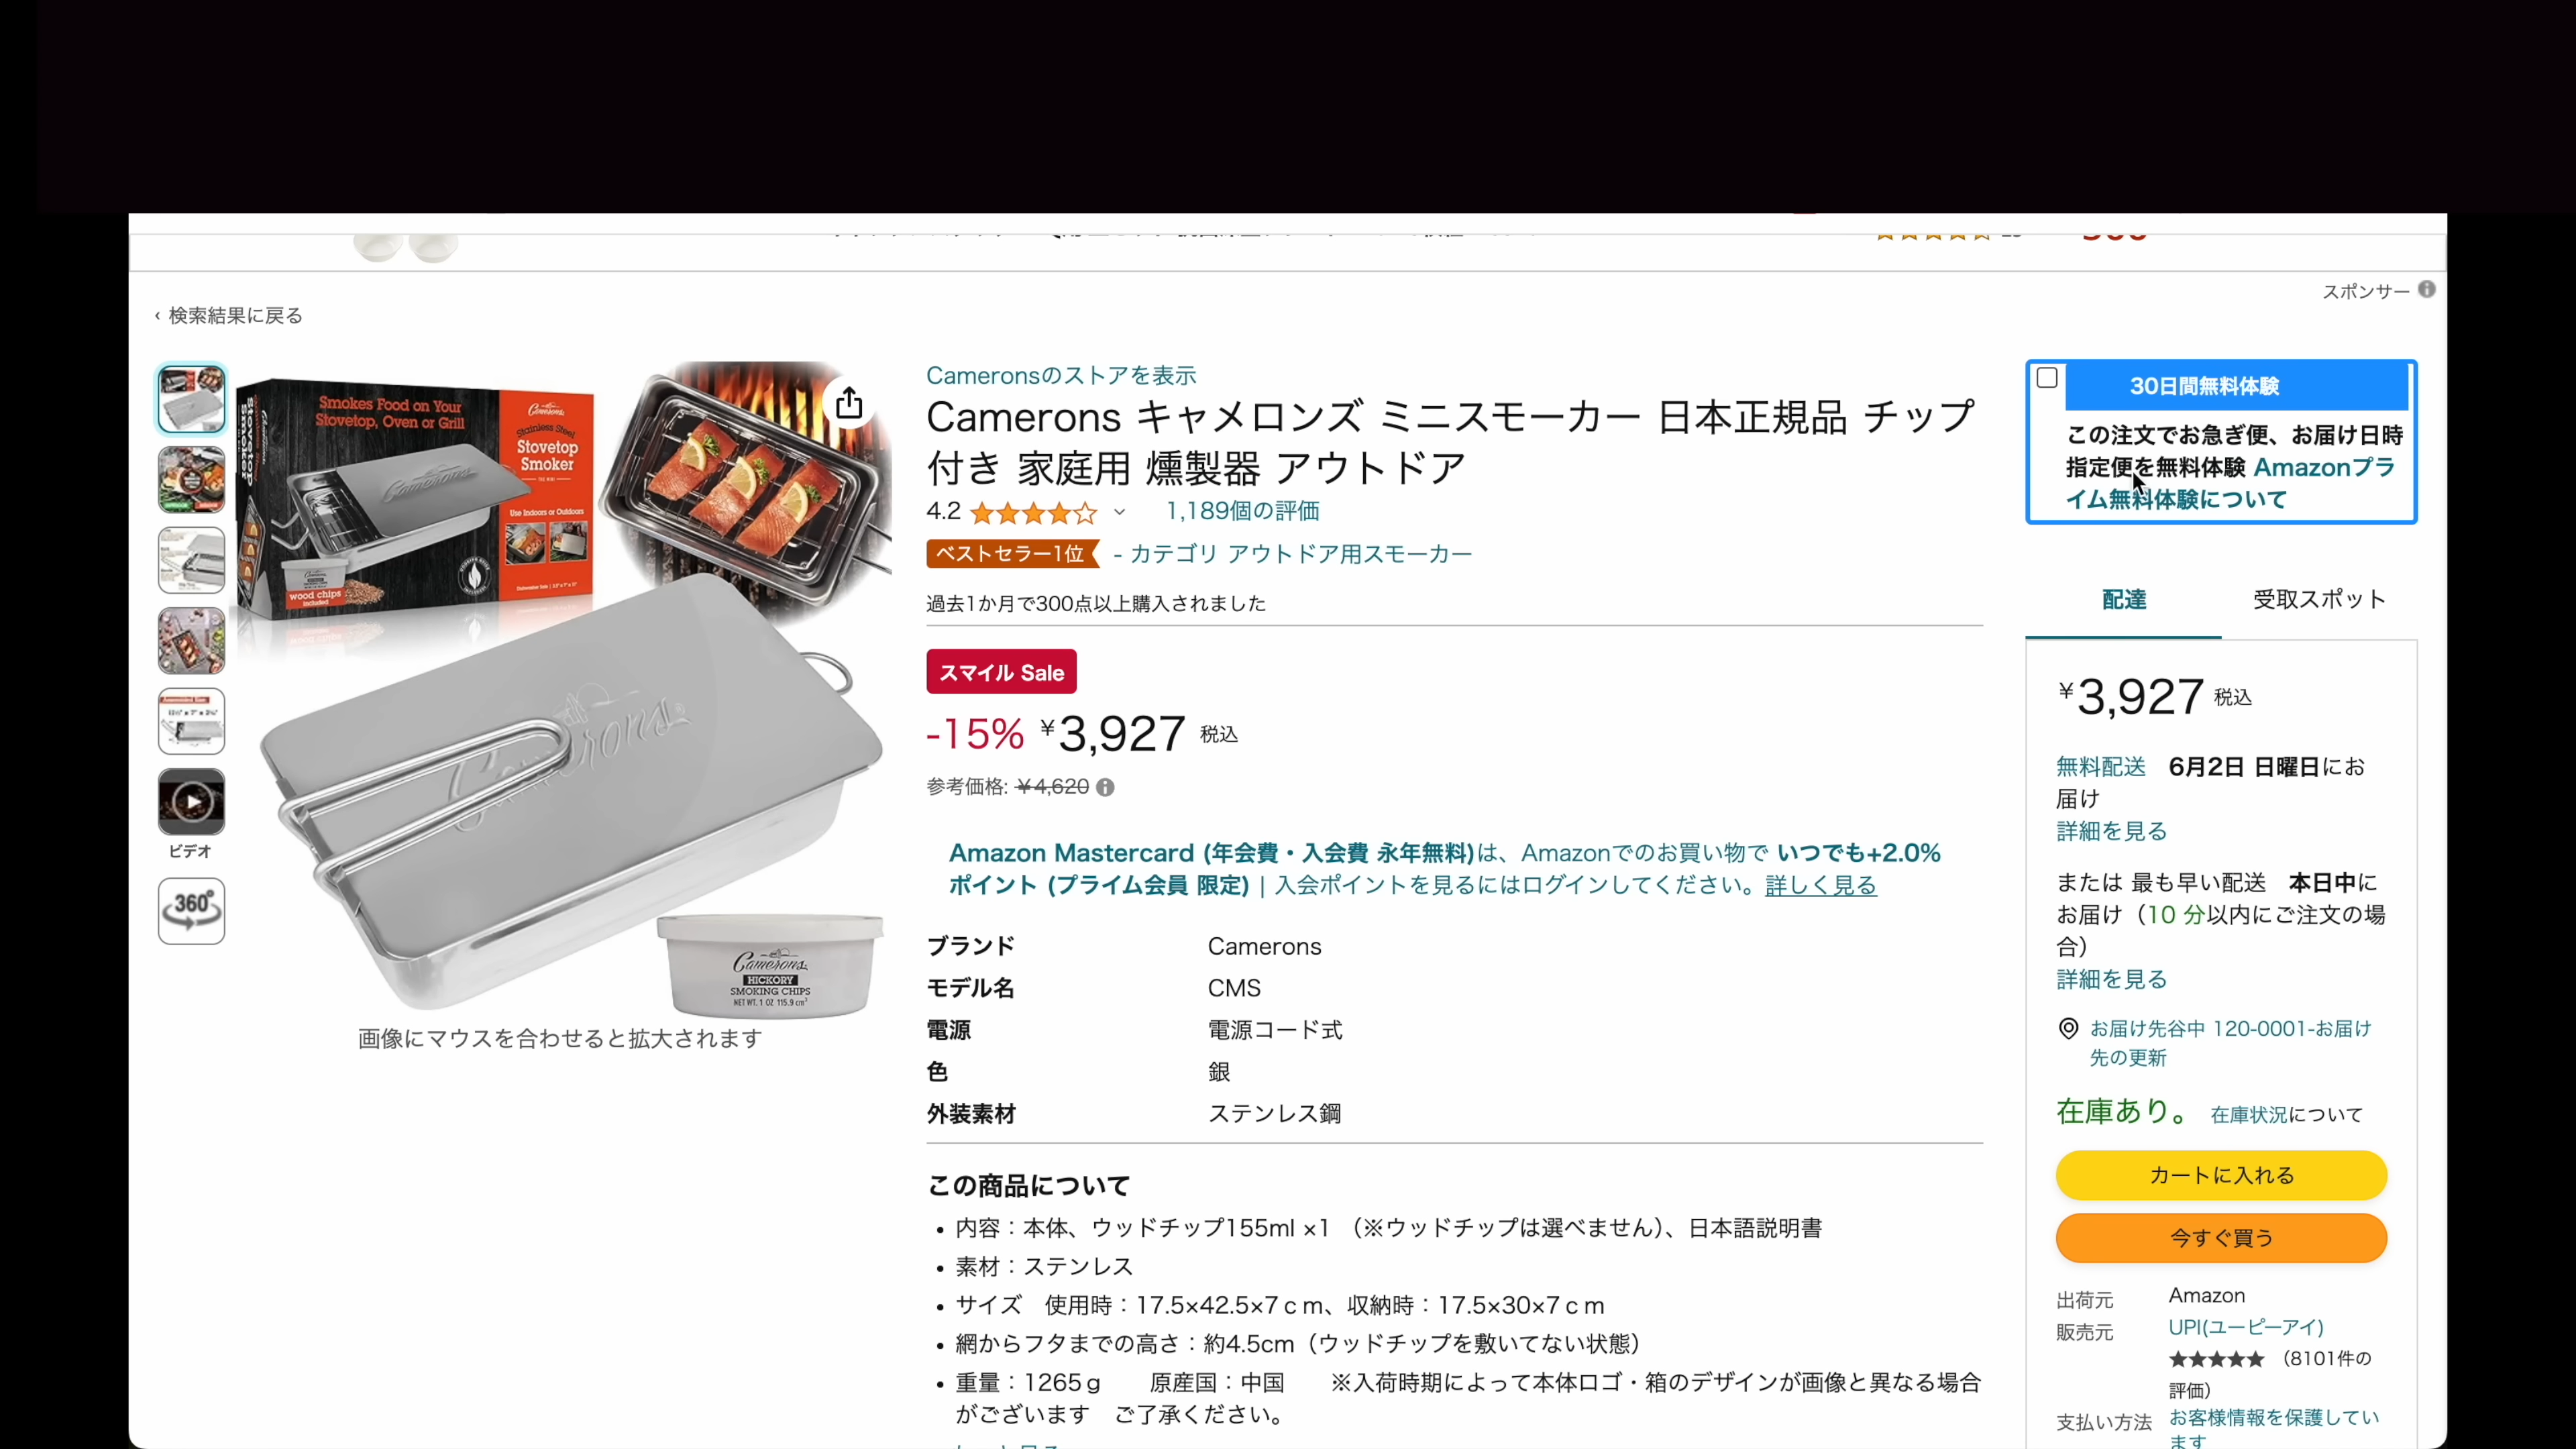 スポンサー
‹ 検索結果に戻る
Smokes Food on Your
Stovetop, Oven or Grill
Camerons
Stainless Steel
Stovetop
Smoker
Use Indoors or Outdoors
wood chips
included
Camerons
Camerons
HICKORY
SMOKING CHIPS
NET WT. 1 OZ 115.9 cm³
ビデオ
360°
画像にマウスを合わせると拡大されます
Cameronsのストアを表示
Camerons キャメロンズ ミニスモーカー 日本正規品 チップ
付き 家庭用 燻製器 アウトドア
4.2 1,189個の評価
ベストセラー1位 - カテゴリ アウトドア用スモーカー
過去1か月で300点以上購入されました
スマイル Sale
-15% ¥3,927 税込
参考価格: ¥4,620
Amazon Mastercard (年会費・入会費 永年無料)は、Amazonでのお買い物で いつでも+2.0%
ポイント (プライム会員 限定) | 入会ポイントを見るにはログインしてください。詳しく見る
ブランド Camerons
モデル名 CMS
電源 電源コード式
色 銀
外装素材 ステンレス鋼
この商品について
• 内容：本体、ウッドチップ155ml ×1 （※ウッドチップは選べません）、日本語説明書
• 素材：ステンレス
• サイズ　使用時：17.5×42.5×7ｃｍ、収納時：17.5×30×7ｃｍ
• 網からフタまでの高さ：約4.5cm（ウッドチップを敷いてない状態）
• 重量：1265ｇ　　原産国：中国　　※入荷時期によって本体ロゴ・箱のデザインが画像と異なる場合
がございます　ご了承ください。
30日間無料体験
この注文でお急ぎ便、お届け日時
指定便を無料体験 Amazonプラ
イム無料体験について
配達 受取スポット
¥3,927 税込
無料配送　6月2日 日曜日にお
届け
詳細を見る
または 最も早い配送　本日中に
お届け（10 分以内にご注文の場
合）
詳細を見る
お届け先谷中 120-0001-お届け
先の更新
在庫あり。 在庫状況について
カートに入れる
今すぐ買う
出荷元 Amazon
販売元 UPI(ユーピーアイ)
★★★★★ （8101件の
評価）
支払い方法 お客様情報を保護してい
ます